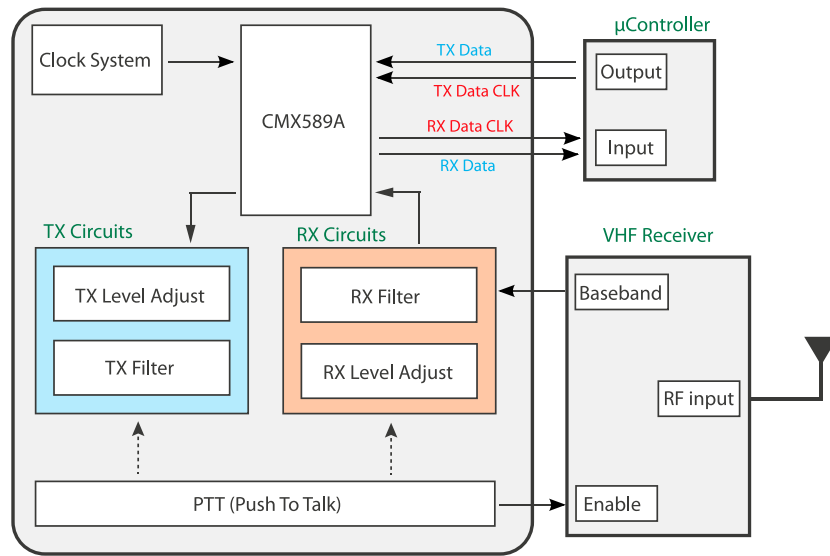 Clock System
CMX589A
TX Data
TX Data CLK
RX Data CLK
RX Data
µController
Output
Input
TX Circuits
TX Level Adjust
TX Filter
RX Circuits
RX Filter
RX Level Adjust
VHF Receiver
Baseband
RF input
Enable
PTT (Push To Talk)